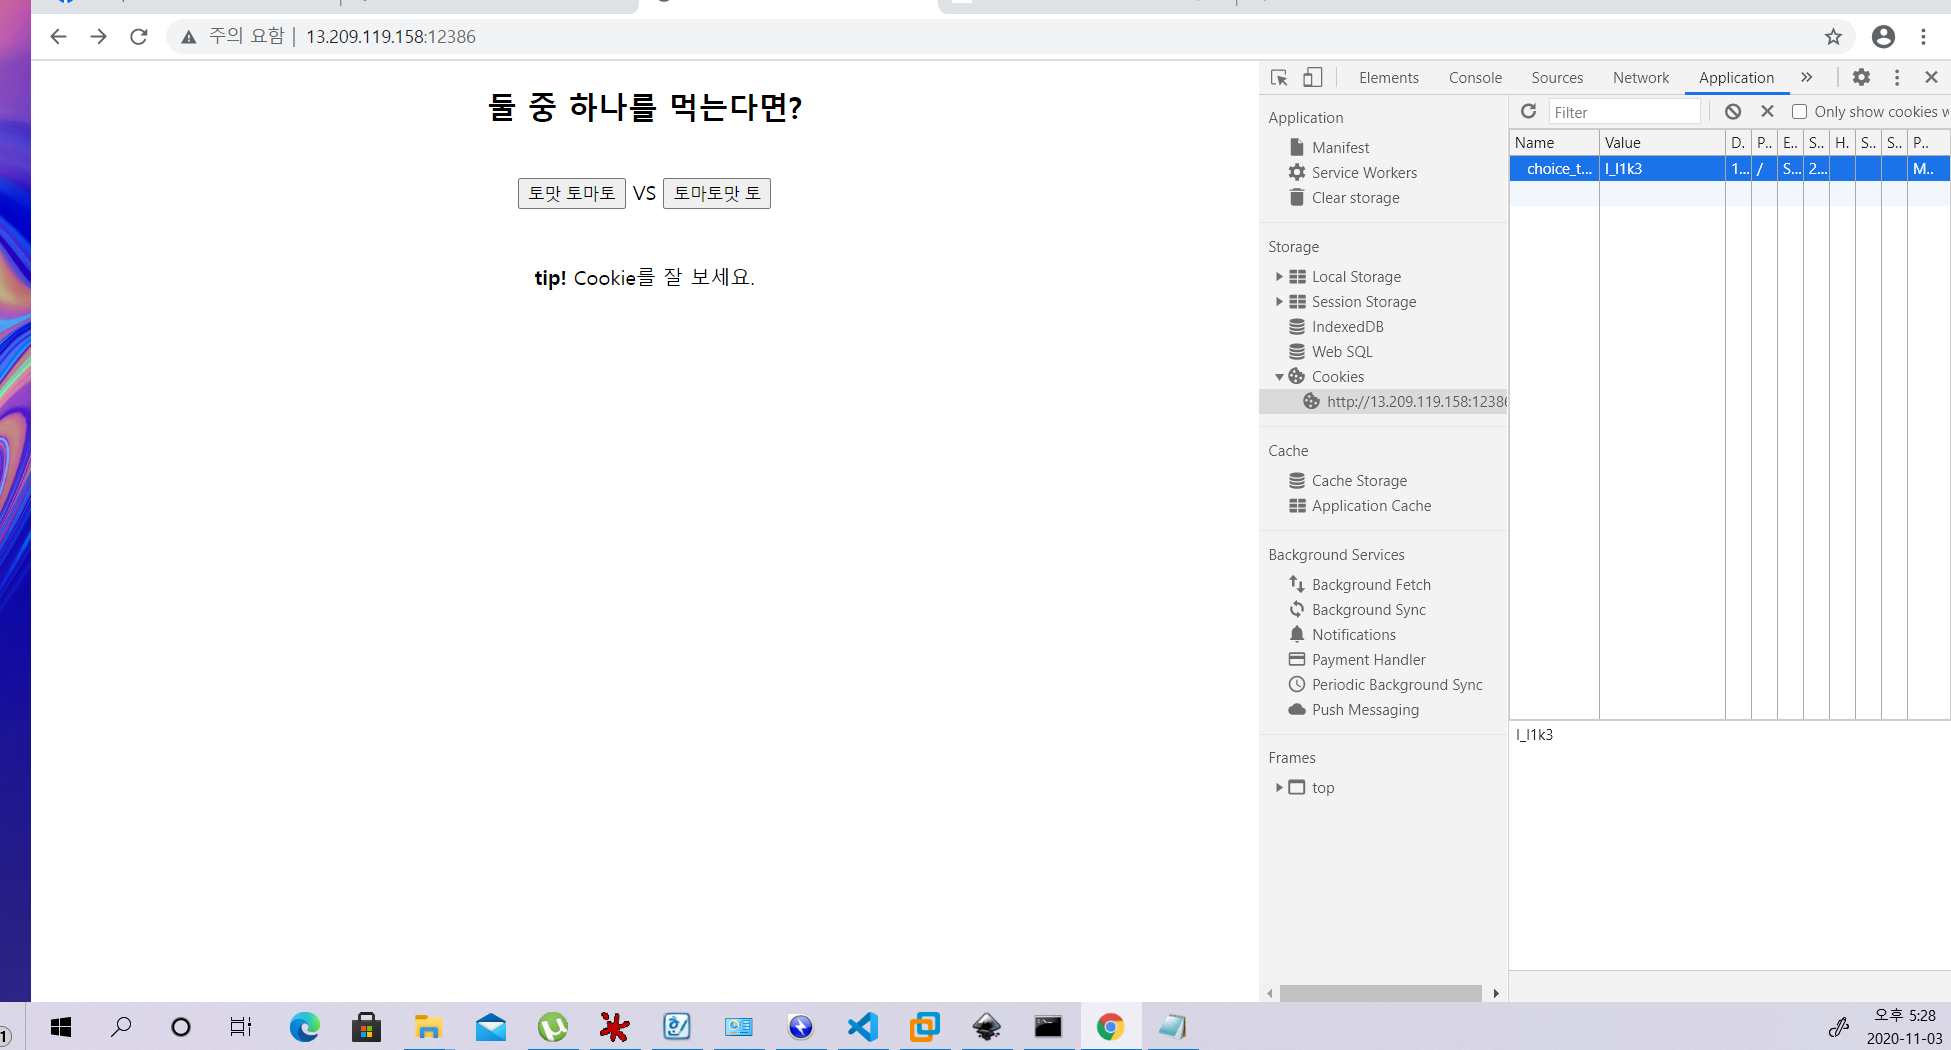 주의 요함 | 13.209.119.158:12386
Elements Console Sources Network Application
둘 중 하나를 먹는다면?
토맛 토마토 VS 토마토맛 토
tip! Cookie를 잘 보세요.
Application
Manifest
Service Workers
Clear storage
Storage
Local Storage
Session Storage
IndexedDB
Web SQL
Cookies
http://13.209.119.158:12386
Cache
Cache Storage
Application Cache
Background Services
Background Fetch
Background Sync
Notifications
Payment Handler
Periodic Background Sync
Push Messaging
Frames
top
Filter Only show cookies
Name Value D. P.. E.. S.. H. S.. S.. P..
choice_t... I_l1k3 1... / S... 2... M..
I_l1k3
1
오후 5:28
2020-11-03